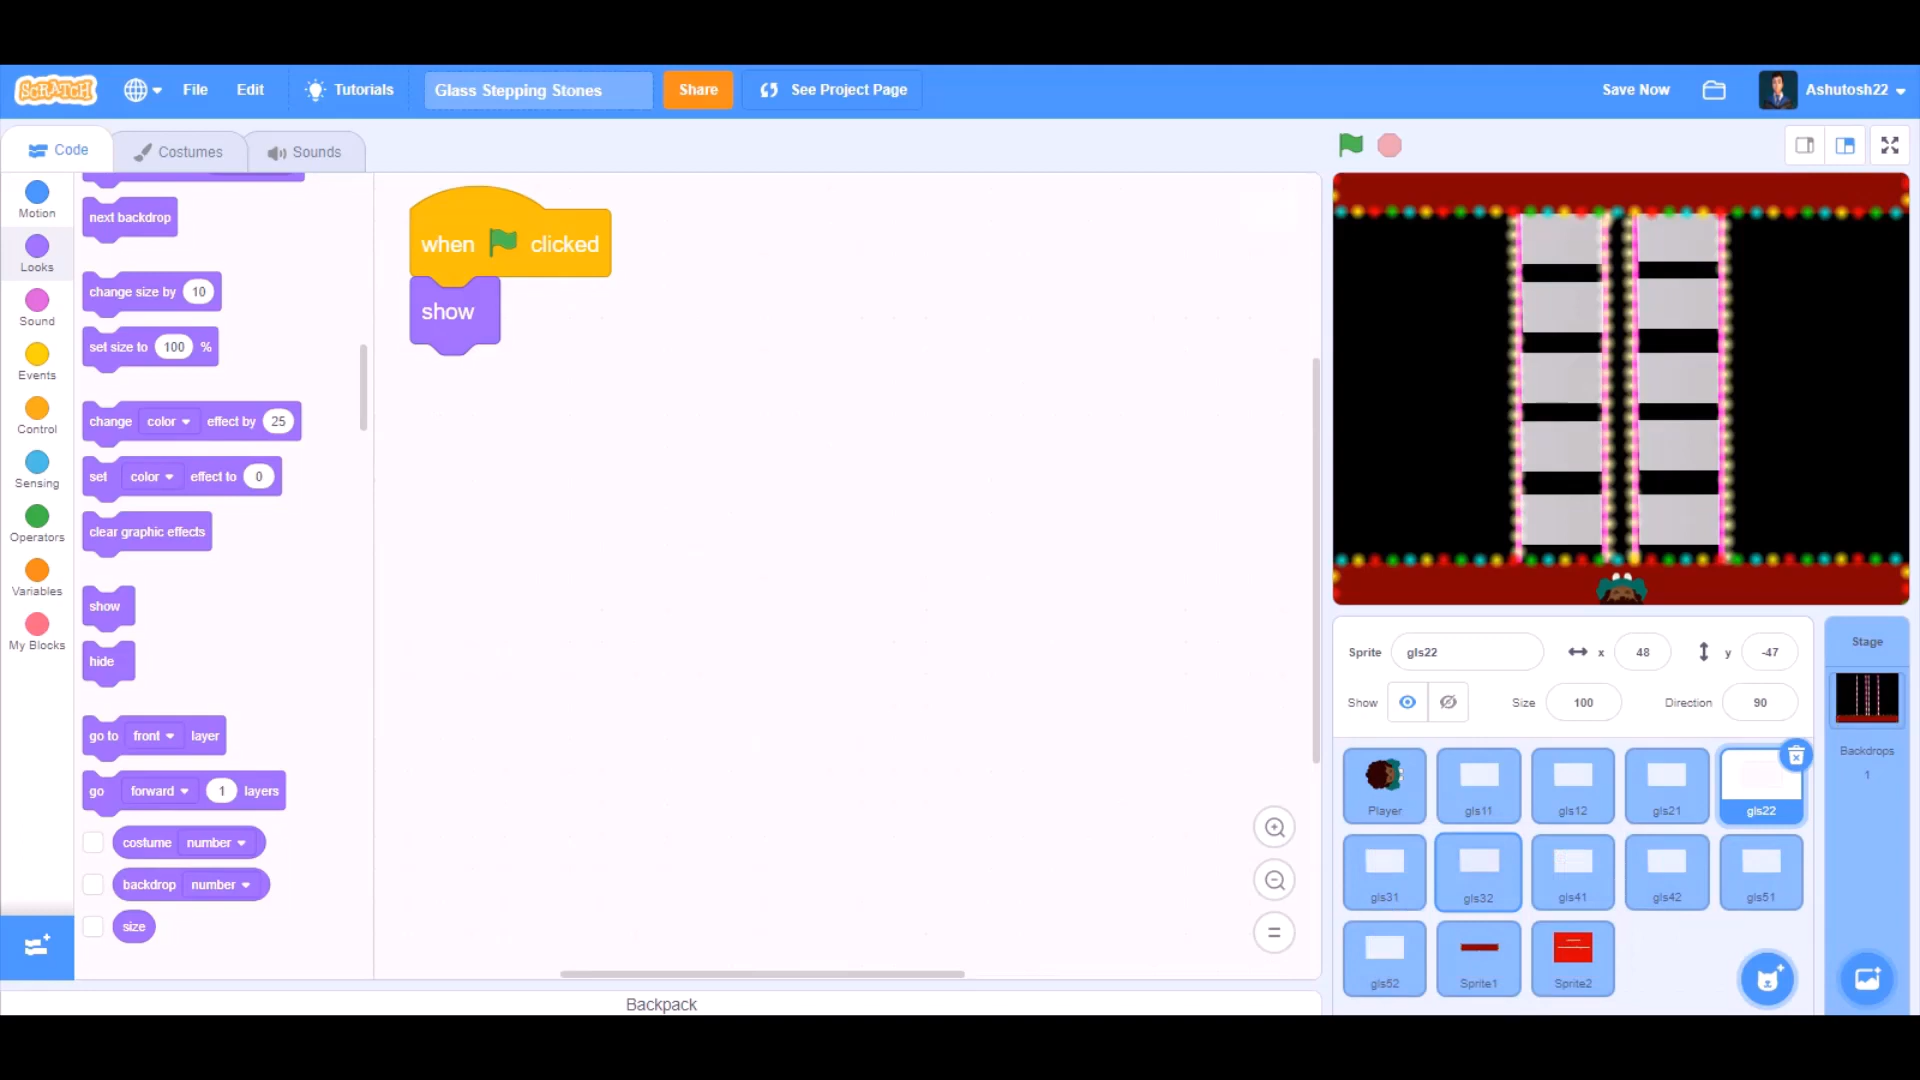 SCRATCH
File
Edit
Tutorials
Glass Stepping Stones
Share
See Project Page
Save Now
Ashutosh22
Code
Costumes
Sounds
Motion
Looks
Sound
Events
Control
Sensing
Operators
Variables
My Blocks
next backdrop
change size by 10
set size to 100 %
change color effect by 25
set color effect to 0
clear graphic effects
show
hide
go to front layer
go forward 1 layers
costume number
backdrop number
size
when clicked
show
Backpack
Sprite gls22 x 48 y -47
Show Size 100 Direction 90
Player gls11 gls12 gls21 gls22
gls31 gls32 gls41 gls42 gls51
gls52 Sprite1 Sprite2
Stage
Backdrops
1